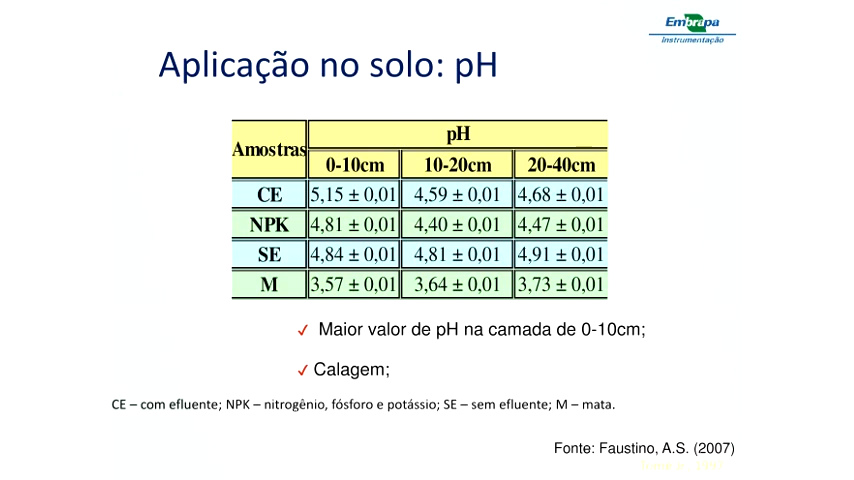 Embrapa
Instrumentação
Aplicação no solo: pH
Amostras pH
0-10cm 10-20cm 20-40cm
CE 5,15 ± 0,01 4,59 ± 0,01 4,68 ± 0,01
NPK 4,81 ± 0,01 4,40 ± 0,01 4,47 ± 0,01
SE 4,84 ± 0,01 4,81 ± 0,01 4,91 ± 0,01
M 3,57 ± 0,01 3,64 ± 0,01 3,73 ± 0,01
✓ Maior valor de pH na camada de 0-10cm;
✓ Calagem;
CE – com efluente; NPK – nitrogênio, fósforo e potássio; SE – sem efluente; M – mata.
Fonte: Faustino, A.S. (2007)